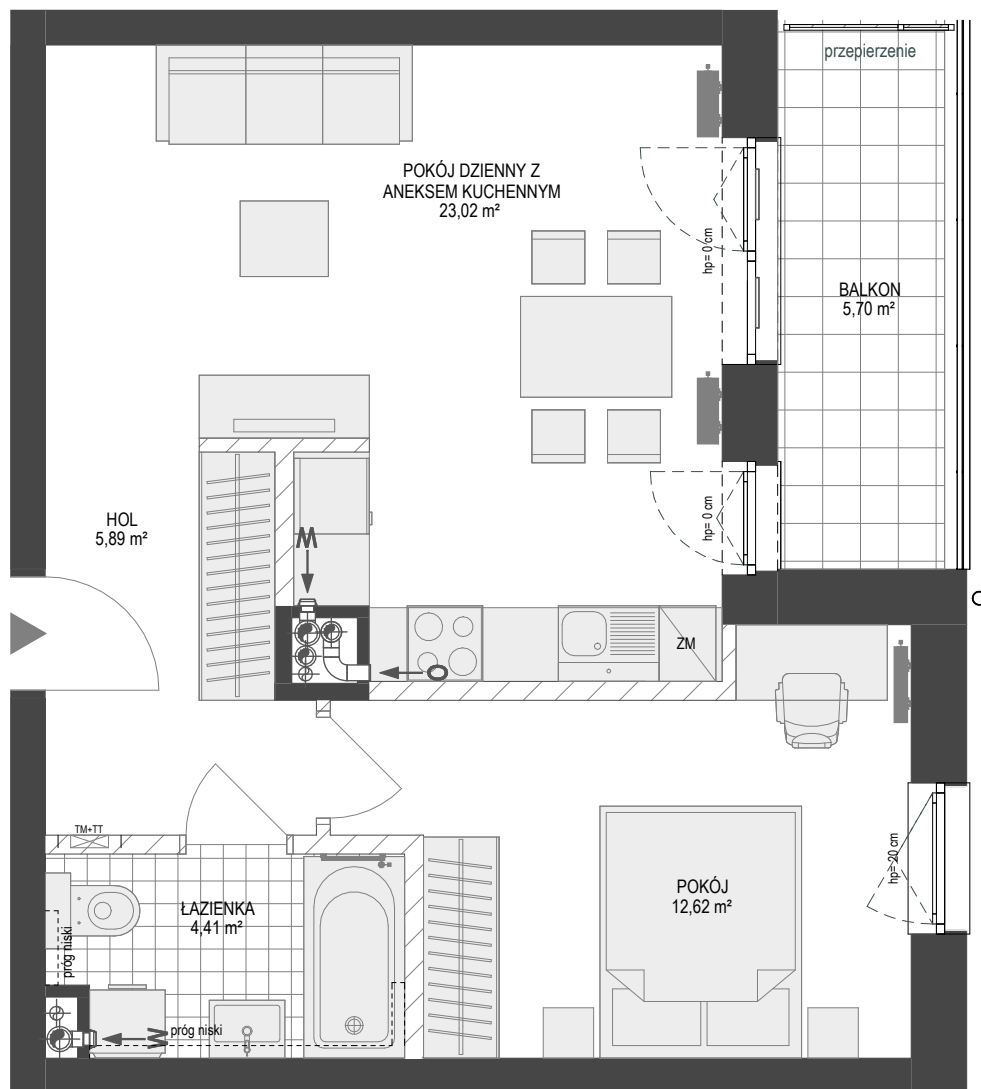 przepierzenie
POKÓJ DZIENNY Z
ANEKSEM KUCHENNYM
23,02 m²
hp= 0 cm
BALKON
5,70 m²
HOL
5,89 m²
hp= 0 cm
ZM
TM+TT
hp= 20 cm
POKÓJ
12,62 m²
ŁAZIENKA
4,41 m²
próg niski
próg niski